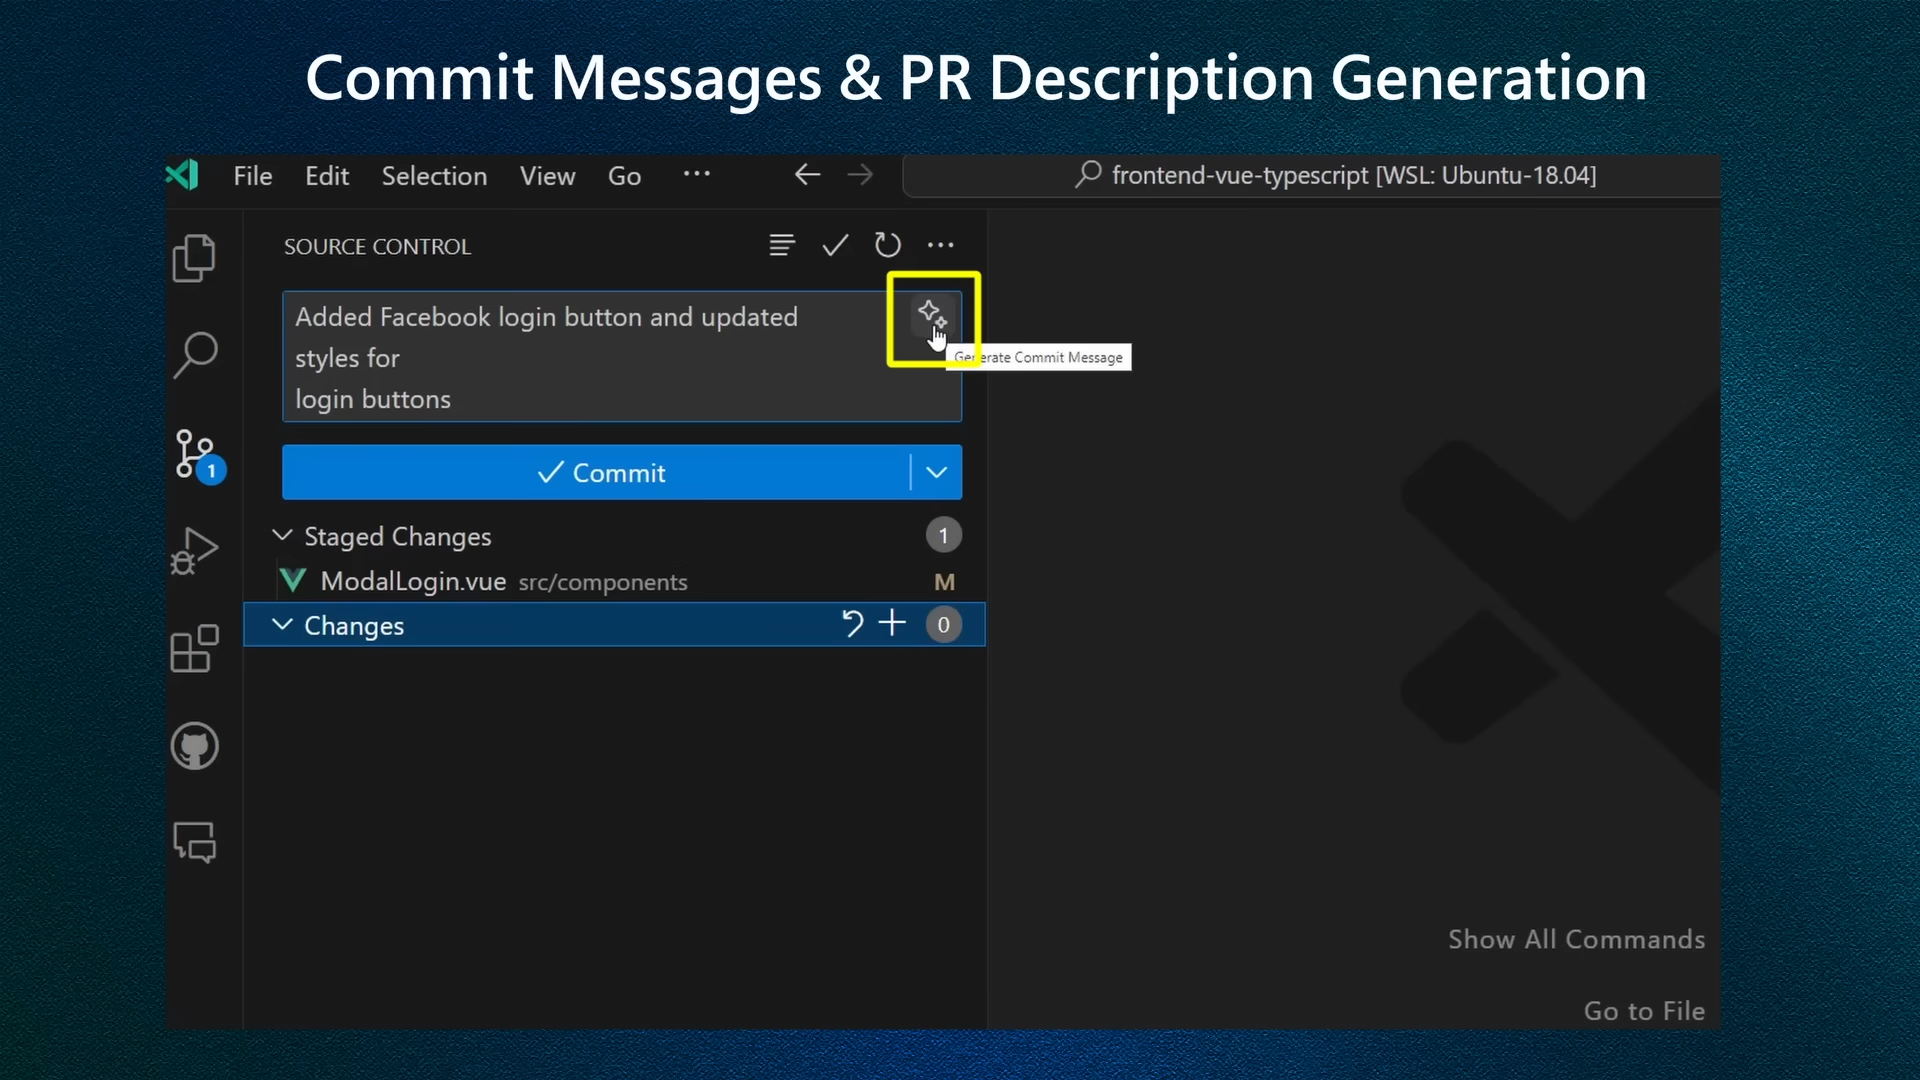 Commit Messages & PR Description Generation
File Edit Selection View Go ··· frontend-vue-typescript [WSL: Ubuntu-18.04]
SOURCE CONTROL
Added Facebook login button and updated
styles for
login buttons
Generate Commit Message
Commit
1
Staged Changes 1
ModalLogin.vue src/components M
Changes 0
Show All Commands
Go to File